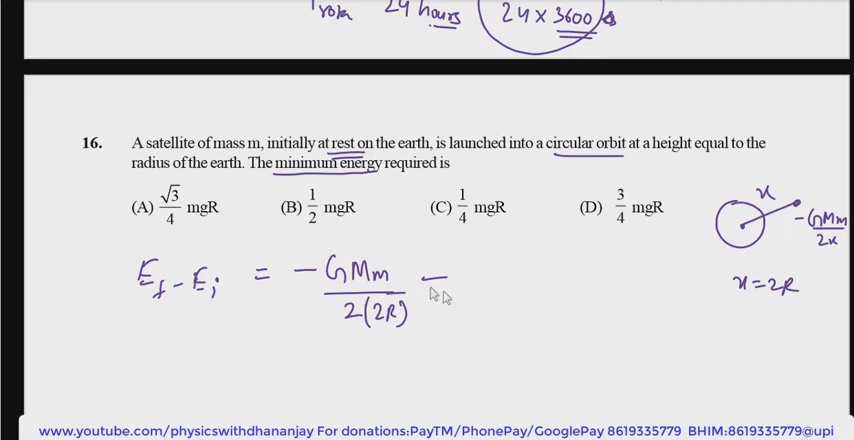 Trota 24 hours 24 x 3600 s
16. A satellite of mass m, initially at rest on the earth, is launched into a circular orbit at a height equal to the
radius of the earth. The minimum energy required is
(A) √3/4 mgR (B) 1/2 mgR (C) 1/4 mgR (D) 3/4 mgR
x
-GMm/2x
x = 2R
Ef - Ei = - GMm/2(2R) -
www.youtube.com/physicswithdhananjay For donations:PayTM/PhonePay/GooglePay 8619335779 BHIM:8619335779@upi